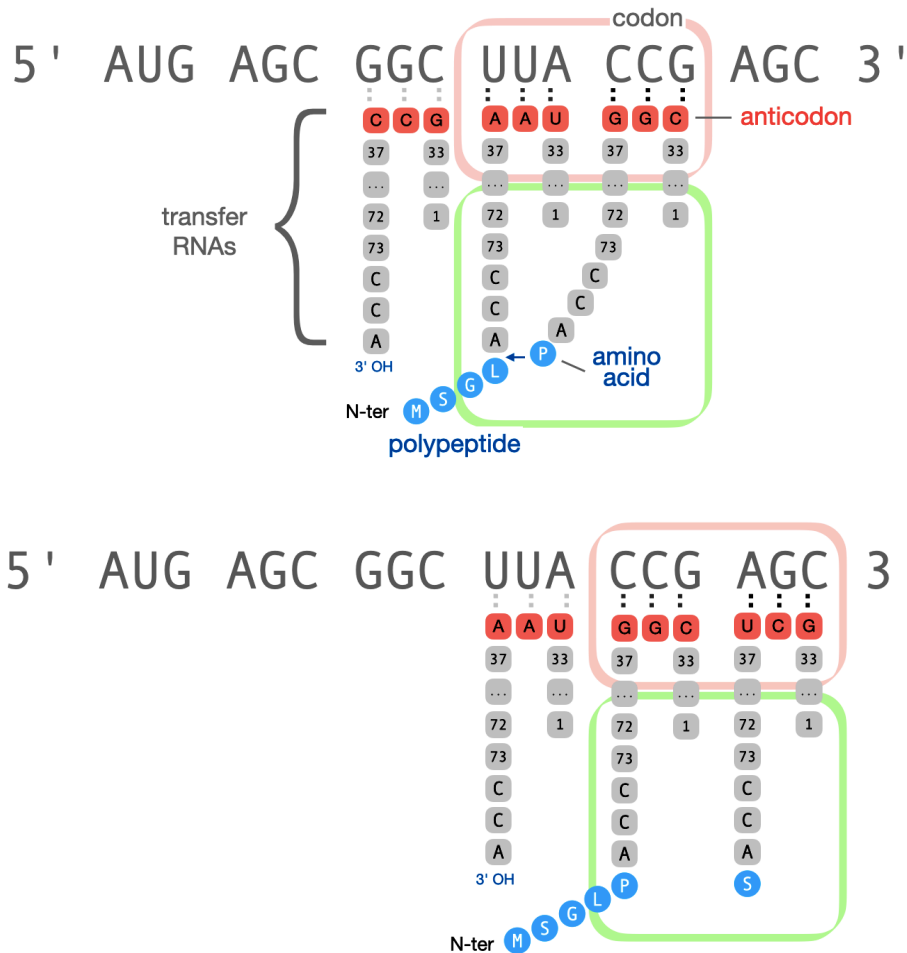 codon
5' AUG AGC GGC UUA CCG AGC 3'
C C G A A U G G C anticodon
37 33 37 33 37 33
... ... ... ... ... ...
transfer RNAs
72 1 72 1 72 1
73 73 73
C C C
C C C
A A A
3' OH L P amino acid
N-ter M S G
polypeptide
5' AUG AGC GGC UUA CCG AGC 3
A A U G G C U C G
37 33 37 33 37 33
... ... ... ... ... ...
72 1 72 1 72 1
73 73 73
C C C
C C C
A A A
3' OH P S
N-ter M S G L